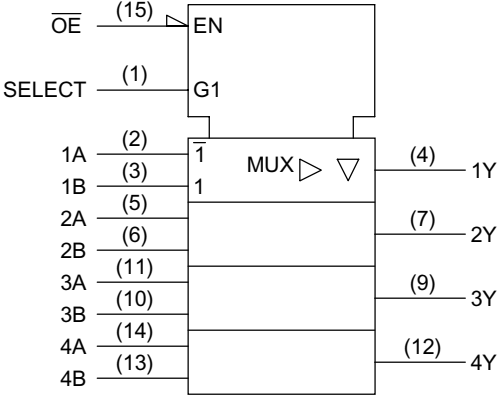 O̅E̅ (15) EN
SELECT (1) G1
1A (2) 1̅ MUX (4) 1Y
1B (3) 1
2A (5) (7) 2Y
2B (6)
3A (11) (9) 3Y
3B (10)
4A (14) (12) 4Y
4B (13)